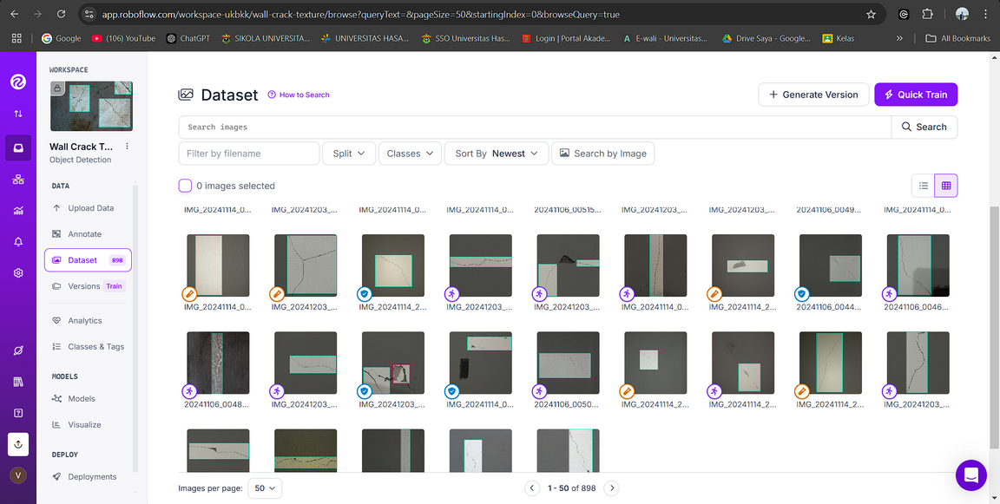 app.roboflow.com/workspace-ukbkk/wall-crack-texture/browse?queryText=&pageSize=50&startingIndex=0&browseQuery=true
Google
(106) YouTube
ChatGPT
SIKOLA UNIVERSITA...
UNIVERSITAS HASA...
SSO Universitas Has...
Login | Portal Akade...
E-wali - Universitas...
Drive Saya - Google...
Kelas
All Bookmarks
WORKSPACE
Wall Crack T...
Object Detection
DATA
Upload Data
Annotate
Dataset 898
Versions Train
Analytics
Classes & Tags
MODELS
Models
Visualize
DEPLOY
Deployments
V
Dataset How to Search
Generate Version Quick Train
Search images Search
Filter by filename Split Classes Sort By Newest Search by Image
0 images selected
IMG_20241114_0... IMG_20241203_... IMG_20241114_0... IMG_20241114_0... 20241106_00515... IMG_20241203_... IMG_20241203_... 20241106_0049... IMG_20241114_0...
IMG_20241114_0... IMG_20241203_... IMG_20241114_2... IMG_20241203_... IMG_20241203_... IMG_20241114_0... IMG_20241114_2... 20241106_0044... 20241106_0046...
20241106_0048... IMG_20241203_... IMG_20241203_... IMG_20241114_0... 20241106_0050... IMG_20241114_2... IMG_20241114_2... IMG_20241114_2... IMG_20241203_...
Images per page: 50 1 - 50 of 898